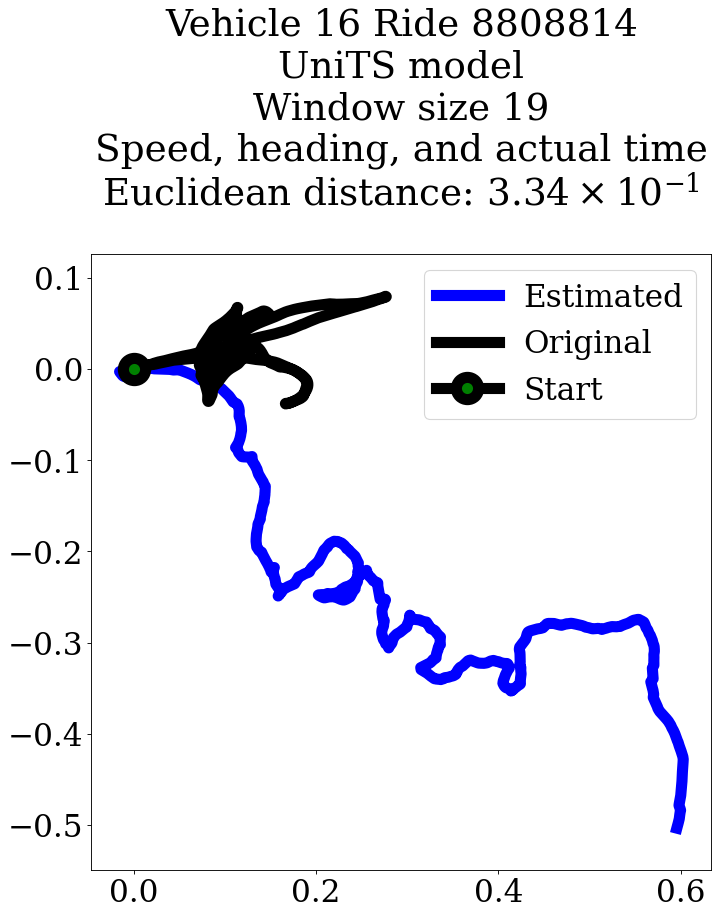 Vehicle 16 Ride 8808814
UniTS model
Window size 19
Speed, heading, and actual time
Euclidean distance: 3.34 × 10⁻¹
Estimated
Original
Start
0.1
0.0
−0.1
−0.2
−0.3
−0.4
−0.5
0.0 0.2 0.4 0.6